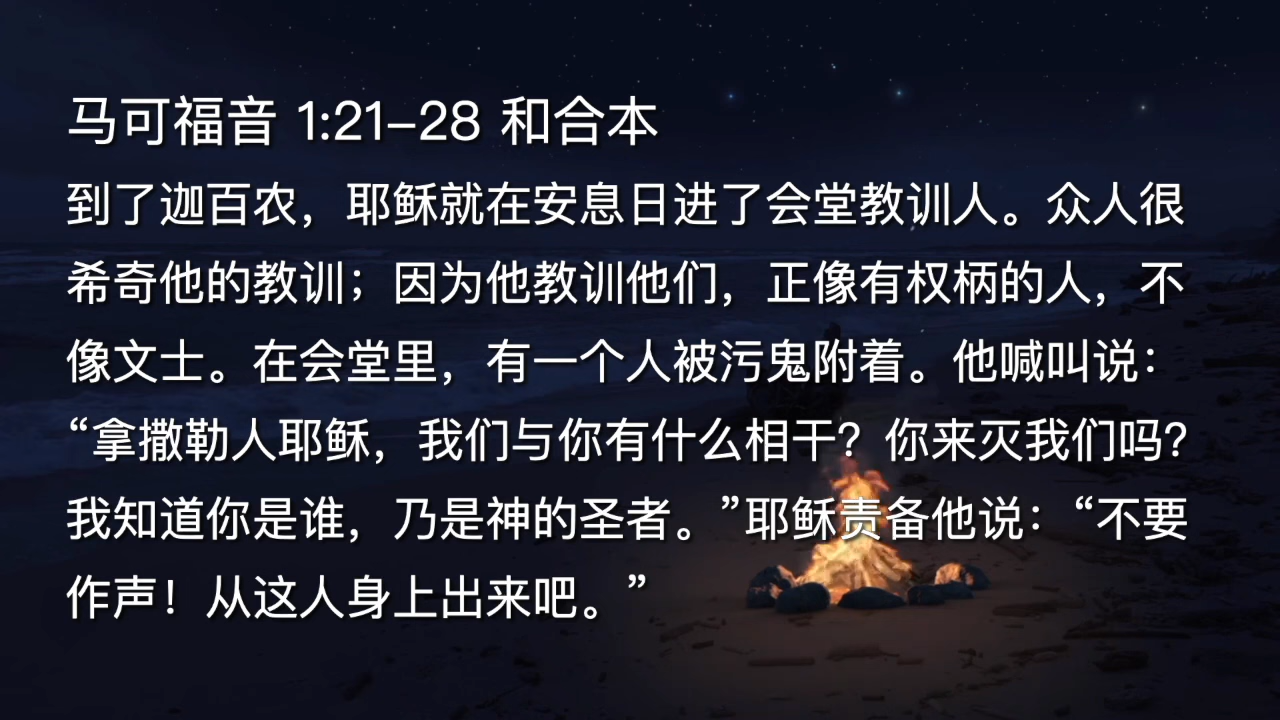 马可福音 1:21-28 和合本
到了迦百农，耶稣就在安息日进了会堂教训人。众人很
希奇他的教训；因为他教训他们，正像有权柄的人，不
像文士。在会堂里，有一个人被污鬼附着。他喊叫说：
“拿撒勒人耶稣，我们与你有什么相干？你来灭我们吗？
我知道你是谁，乃是神的圣者。”耶稣责备他说：“不要
作声！从这人身上出来吧。”